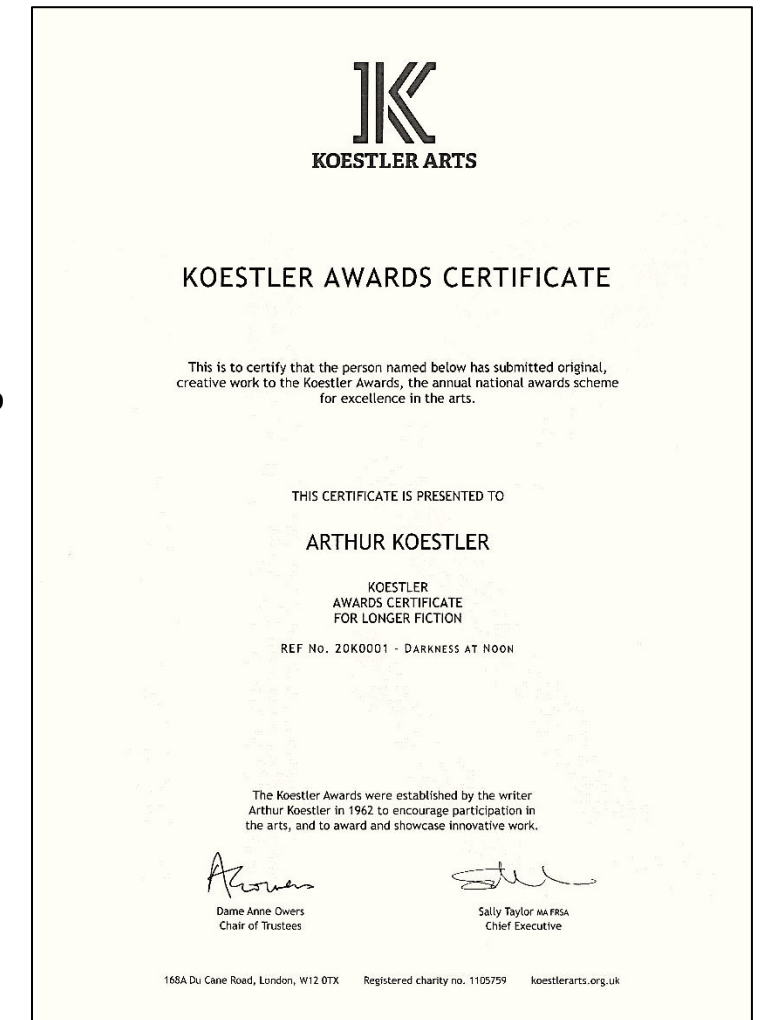 KOESTLER ARTS
KOESTLER AWARDS CERTIFICATE
This is to certify that the person named below has submitted original,
creative work to the Koestler Awards, the annual national awards scheme
for excellence in the arts.
THIS CERTIFICATE IS PRESENTED TO
ARTHUR KOESTLER
KOESTLER
AWARDS CERTIFICATE
FOR LONGER FICTION
REF No. 20K0001 - DARKNESS AT NOON
The Koestler Awards were established by the writer
Arthur Koestler in 1962 to encourage participation in
the arts, and to award and showcase innovative work.
Dame Anne Owers Sally Taylor MA FRSA
Chair of Trustees Chief Executive
168A Du Cane Road, London, W12 0TX Registered charity no. 1105759 koestlerarts.org.uk